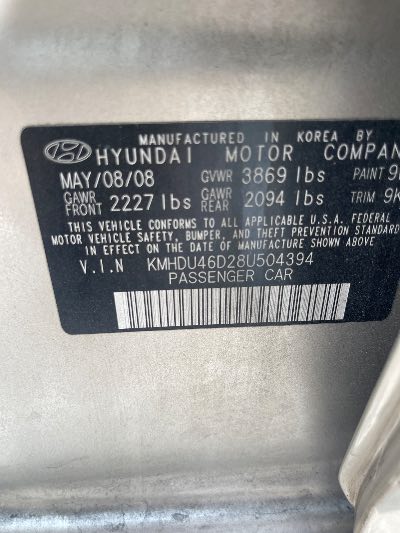 MANUFACTURED IN KOREA BY
HYUNDAI MOTOR COMPAN
MAY/08/08 GVWR 3869 lbs PAINT 9
GAWR FRONT 2227 lbs GAWR REAR 2094 lbs TRIM 9K
THIS VEHICLE CONFORMS TO ALL APPLICABLE U.S.A. FEDERAL
MOTOR VEHICLE SAFETY, BUMPER, AND THEFT PREVENTION STANDARD
IN EFFECT ON THE DATE OF MANUFACTURE SHOWN ABOVE.
V.I.N KMHDU46D28U504394
PASSENGER CAR